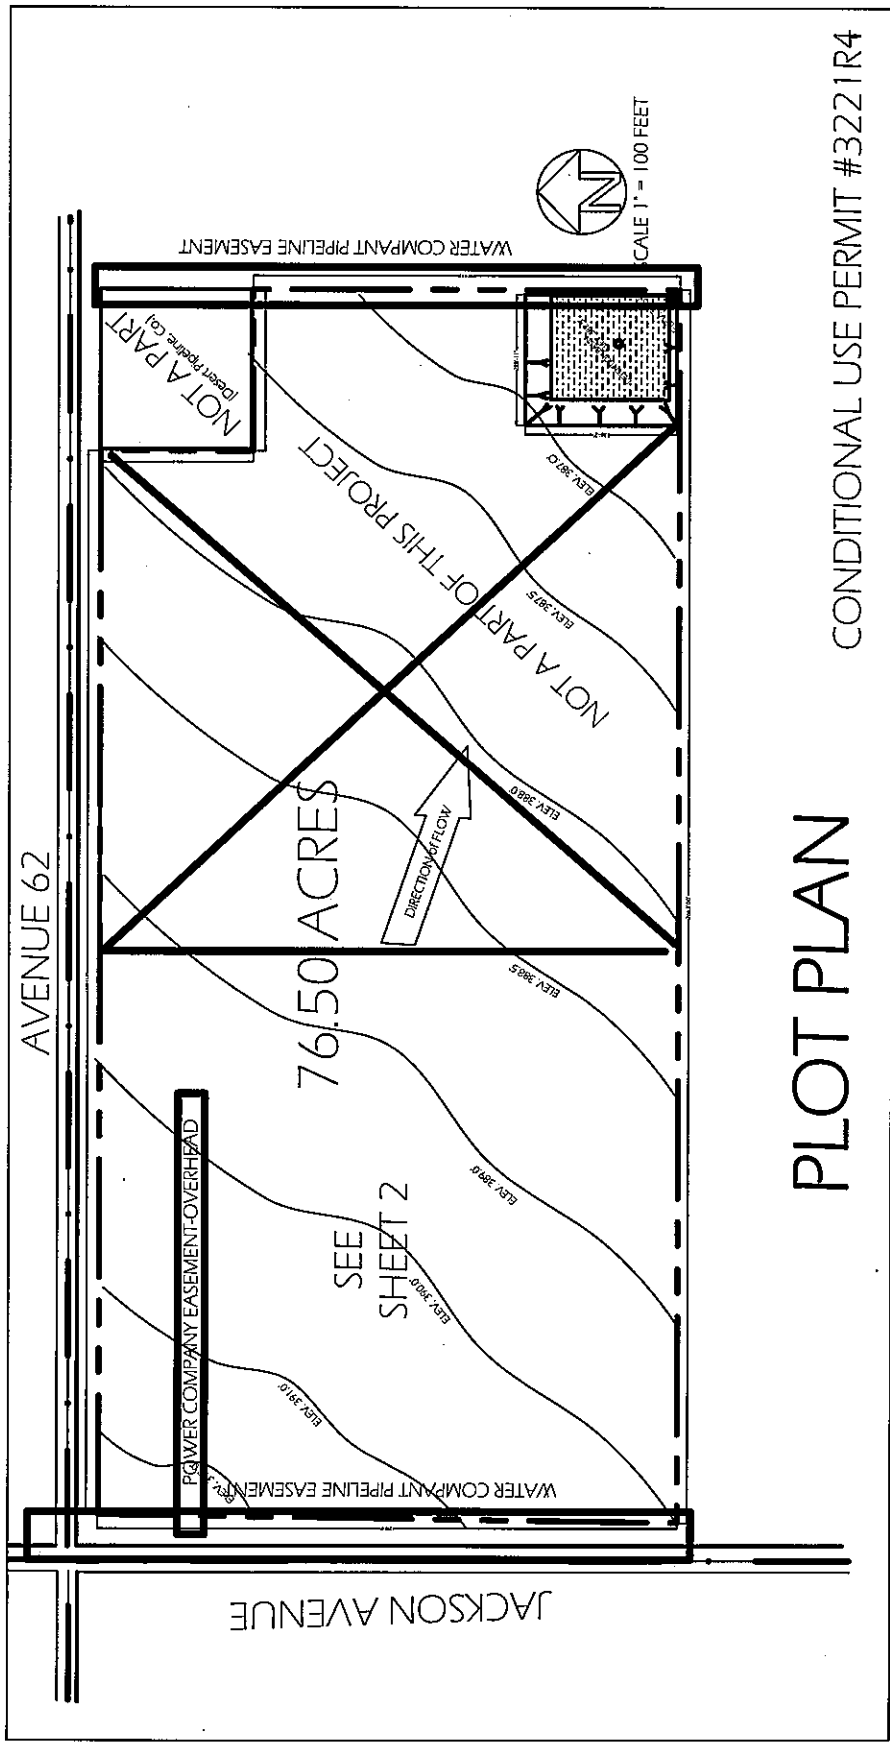 AVENUE 62
WATER COMPANY PIPELINE EASEMENT
NOT A PART
(Desert Pipeline, Co.)
NOT A PART OF THIS PROJECT
N
SCALE 1" = 100 FEET
ELEV. 387.0'
ELEV. 387.5'
ELEV. 388.0'
ELEV. 388.5'
ELEV. 389.0'
ELEV. 390.0'
ELEV. 391.0'
76.50 ACRES
DIRECTION of FLOW
SEE
SHEET 2
POWER COMPANY EASEMENT-OVERHEAD
WATER COMPANY PIPELINE EASEMENT
JACKSON AVENUE
PLOT PLAN
CONDITIONAL USE PERMIT #3221R4